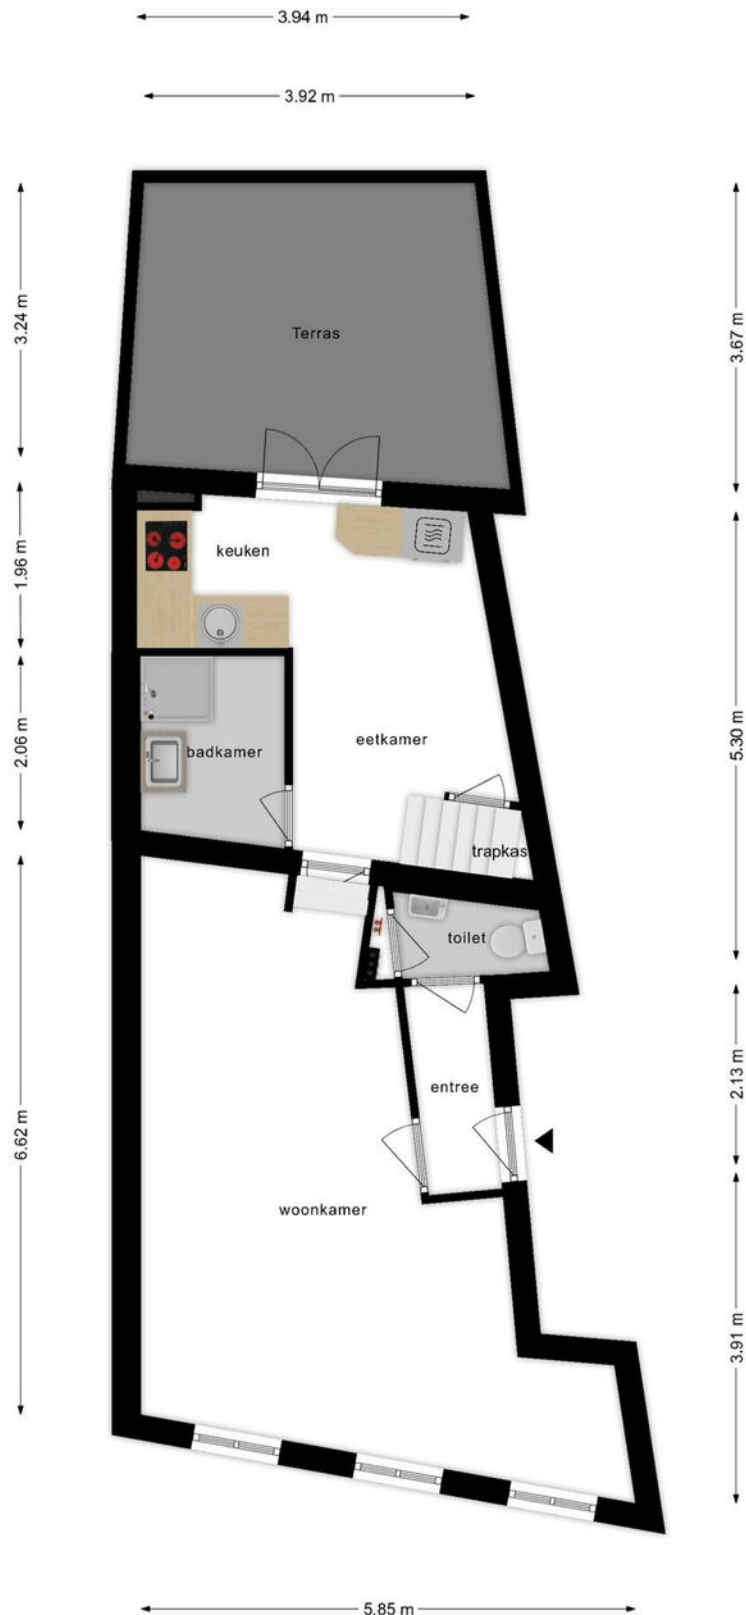 3.94 m
3.92 m
3.24 m
3.67 m
Terras
1.96 m
keuken
2.06 m
5.30 m
eetkamer
badkamer
trapkas
toilet
2.13 m
entree
6.62 m
woonkamer
3.91 m
5.85 m